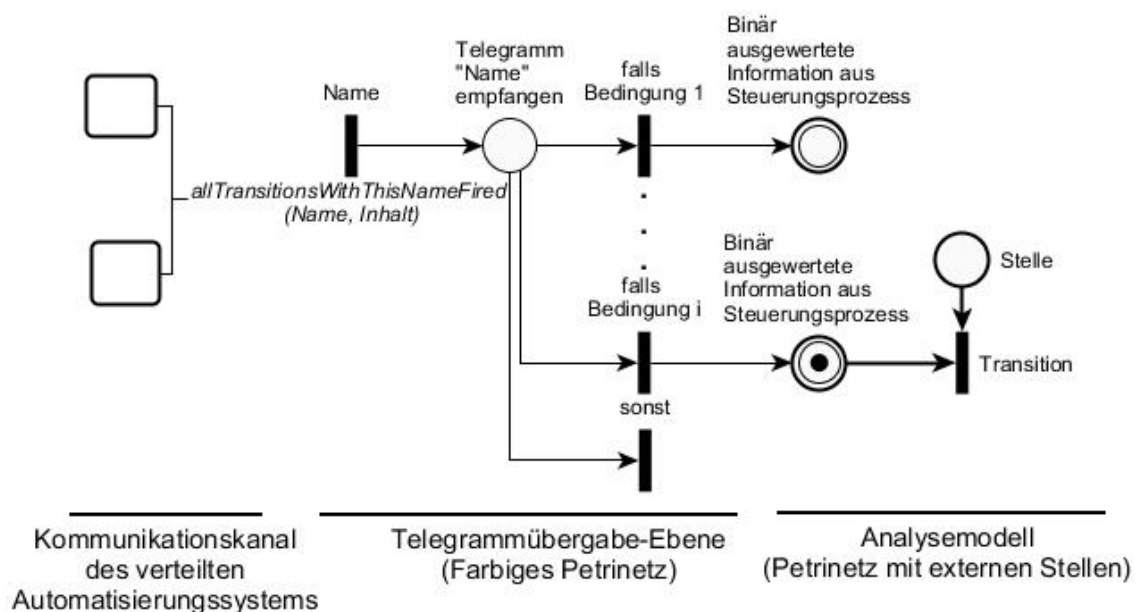 Name
allTransitionsWithThisNameFired
(Name, Inhalt)
Telegramm
"Name"
empfangen
falls
Bedingung 1
Binär
ausgewertete
Information aus
Steuerungsprozess
falls
Bedingung i
Binär
ausgewertete
Information aus
Steuerungsprozess
Stelle
Transition
sonst
Kommunikationskanal
des verteilten
Automatisierungssystems
Telegrammübergabe-Ebene
(Farbiges Petrinetz)
Analysemodell
(Petrinetz mit externen Stellen)